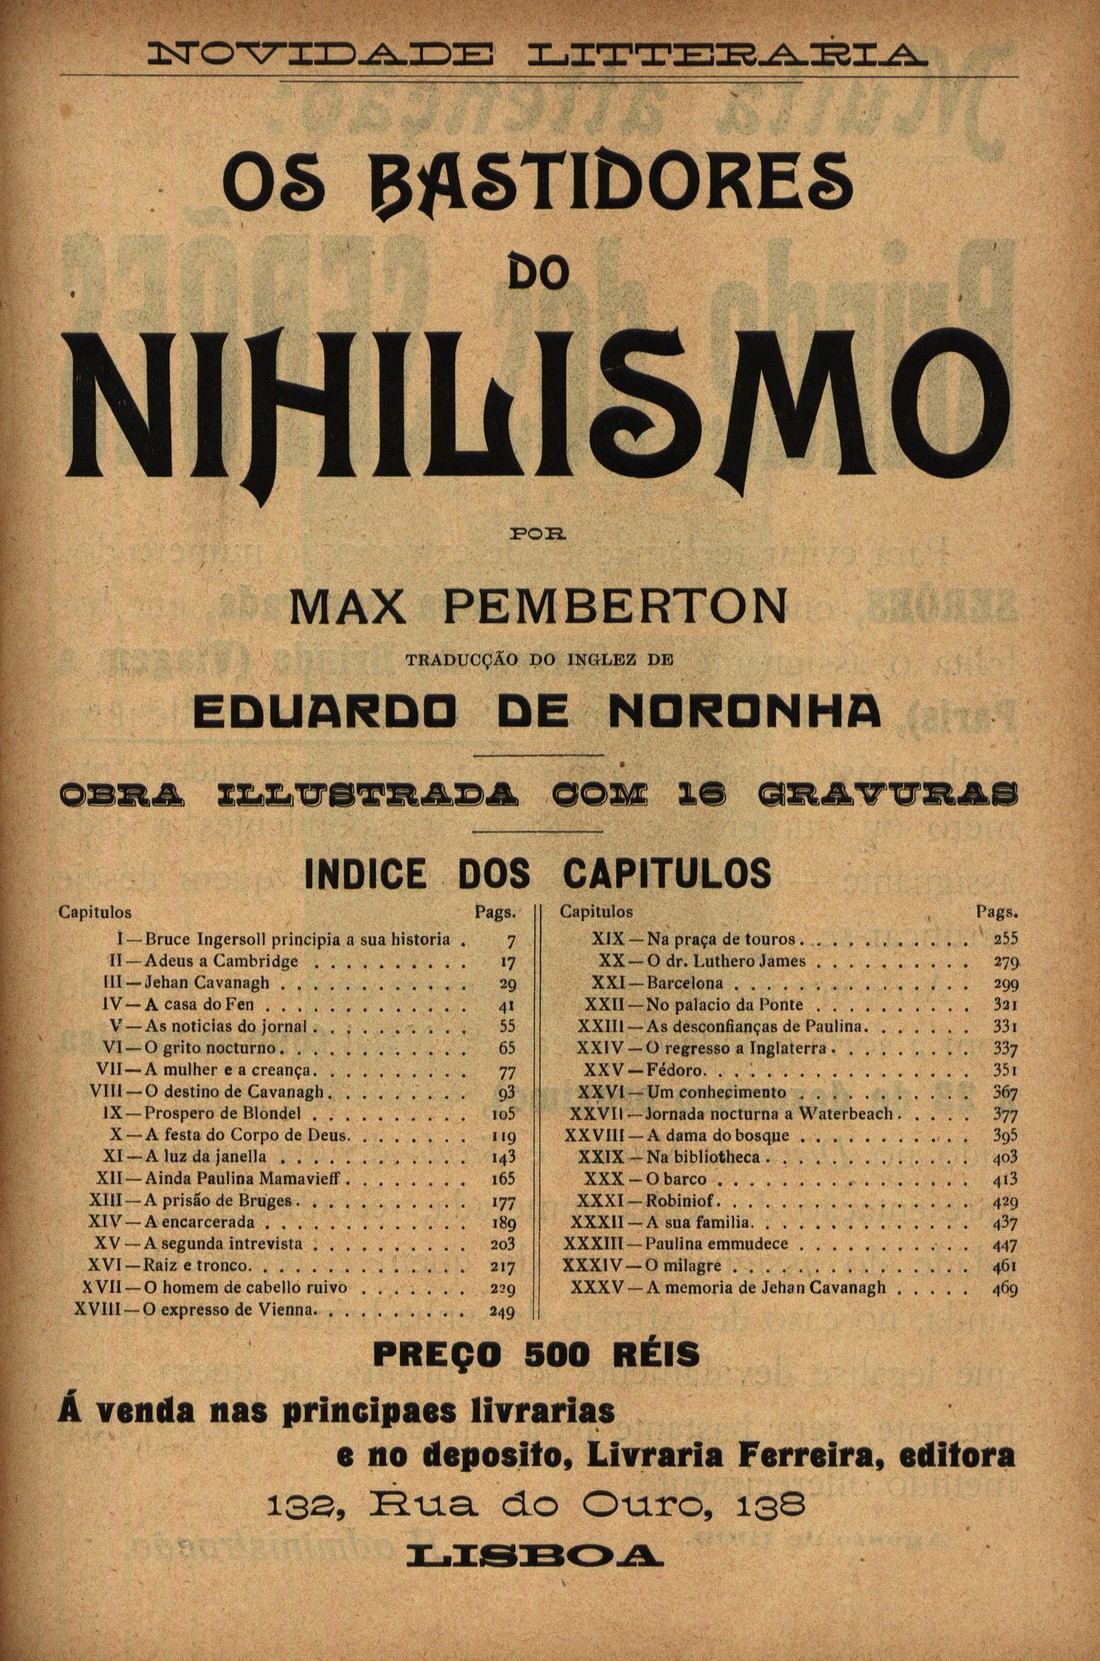 NOVIDADE LITTERARIA
OS BASTIDORES
DO
NIHILISMO
POR
MAX PEMBERTON
TRADUCÇÃO DO INGLEZ DE
EDUARDO DE NORONHA
OBRA ILLUSTRADA COM 16 GRAVURAS
INDICE DOS CAPITULOS
Capitulos Pags.
I—Bruce Ingersoll principia a sua historia . 7
II—Adeus a Cambridge . . . . . . . . 17
III—Jehan Cavanagh . . . . . . . . . . 29
IV—A casa do Fen . . . . . . . . . . 41
V—As noticias do jornal . . . . . . . . 55
VI—O grito nocturno . . . . . . . . . . 65
VII—A mulher e a creança . . . . . . . . 77
VIII—O destino de Cavanagh . . . . . . . 93
IX—Prospero de Blondel . . . . . . . . 105
X—A festa do Corpo de Deus. . . . . . . 119
XI—A luz da janella . . . . . . . . . . 143
XII—Ainda Paulina Mamavieff . . . . . . . 165
XIII—A prisão de Bruges . . . . . . . . . 177
XIV—A encarcerada . . . . . . . . . . 189
XV—A segunda intrevista . . . . . . . . 203
XVI—Raiz e tronco. . . . . . . . . . . 217
XVII—O homem de cabello ruivo . . . . . . 229
XVIII—O expresso de Vienna. . . . . . . . 249
Capitulos Pags.
XIX—Na praça de touros . . . . . . . . . 255
XX—O dr. Luthero James . . . . . . . . 279
XXI—Barcelona . . . . . . . . . . . . 299
XXII—No palacio da Ponte . . . . . . . . 321
XXIII—As desconfianças de Paulina. . . . . . 331
XXIV—O regresso a Inglaterra . . . . . . . 337
XXV—Fédoro. . . . . . . . . . . . . 351
XXVI—Um conhecimento . . . . . . . . . 367
XXVII—Jornada nocturna a Waterbeach . . . . 377
XXVIII—A dama do bosque . . . . . . . . . 395
XXIX—Na bibliotheca . . . . . . . . . . 403
XXX—O barco . . . . . . . . . . . . 413
XXXI—Robiniof . . . . . . . . . . . . 429
XXXII—A sua familia. . . . . . . . . . . 437
XXXIII—Paulina emmudece . . . . . . . . . 447
XXXIV—O milagre . . . . . . . . . . . . 461
XXXV—A memoria de Jehan Cavanagh . . . . . 469
PREÇO 500 RÉIS
Á venda nas principaes livrarias
e no deposito, Livraria Ferreira, editora
132, Rua do Ouro, 138
LISBOA